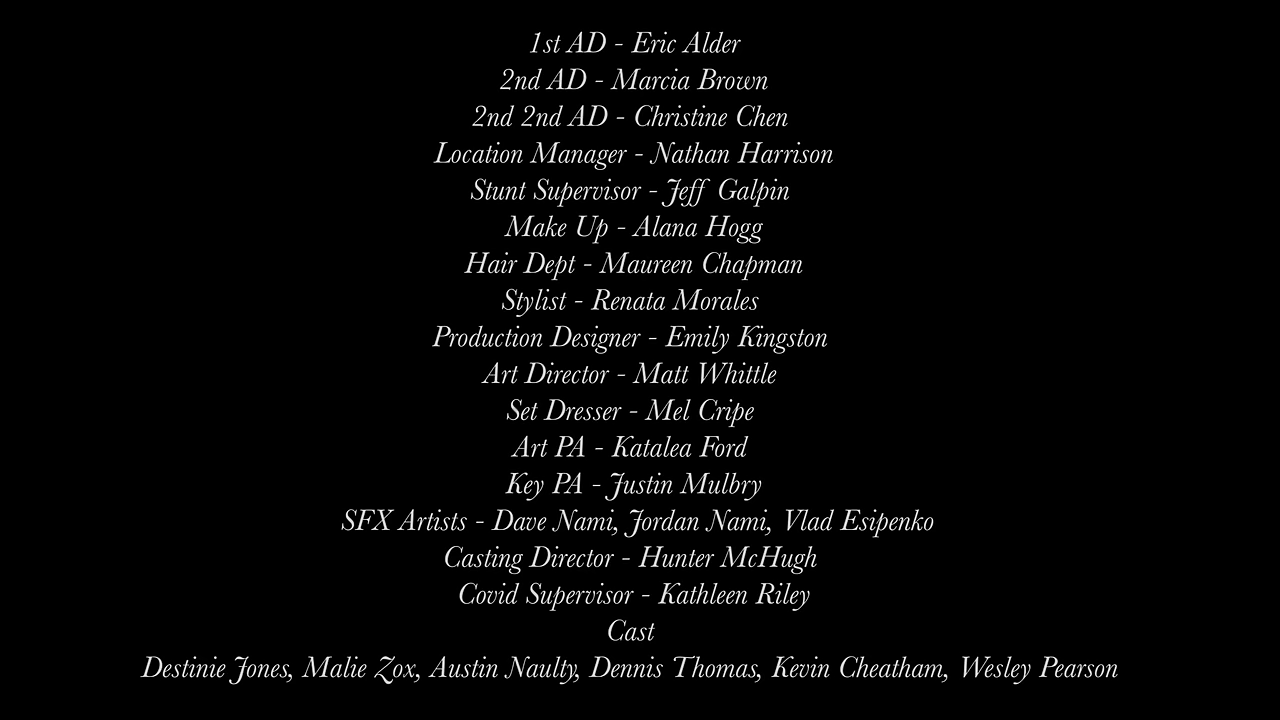 1st AD - Eric Alder
2nd AD - Marcia Brown
2nd 2nd AD - Christine Chen
Location Manager - Nathan Harrison
Stunt Supervisor - Jeff Galpin
Make Up - Alana Hogg
Hair Dept - Maureen Chapman
Stylist - Renata Morales
Production Designer - Emily Kingston
Art Director - Matt Whittle
Set Dresser - Mel Cripe
Art PA - Katalea Ford
Key PA - Justin Mulbry
SFX Artists - Dave Nami, Jordan Nami, Vlad Esipenko
Casting Director - Hunter McHugh
Covid Supervisor - Kathleen Riley
Cast
Destinie Jones, Malie Zox, Austin Naulty, Dennis Thomas, Kevin Cheatham, Wesley Pearson